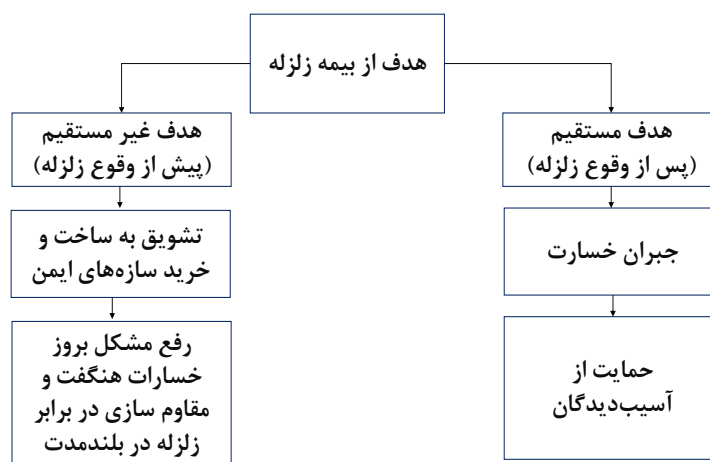 هدف از بیمه زلزله
هدف مستقیم
(پس از وقوع زلزله)
جبران خسارت
حمایت از
آسیب‌دیدگان
هدف غیر مستقیم
(پیش از وقوع زلزله)
تشویق به ساخت و
خرید سازه‌های ایمن
رفع مشکل بروز
خسارات هنگفت و
مقاوم سازی در برابر
زلزله در بلندمدت